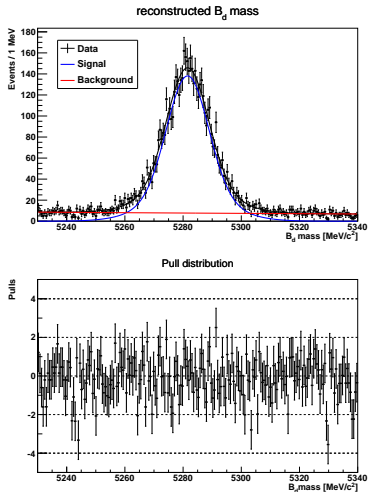 reconstructed B_d mass
Events / 1 MeV
180
160
140
120
100
80
60
40
20
0
Data
Signal
Background
5240 5260 5280 5300 5320 5340
B_d mass [MeV/c²]
Pull distribution
Pulls
4
2
0
-2
-4
5240 5260 5280 5300 5320 5340
B_d mass [MeV/c²]